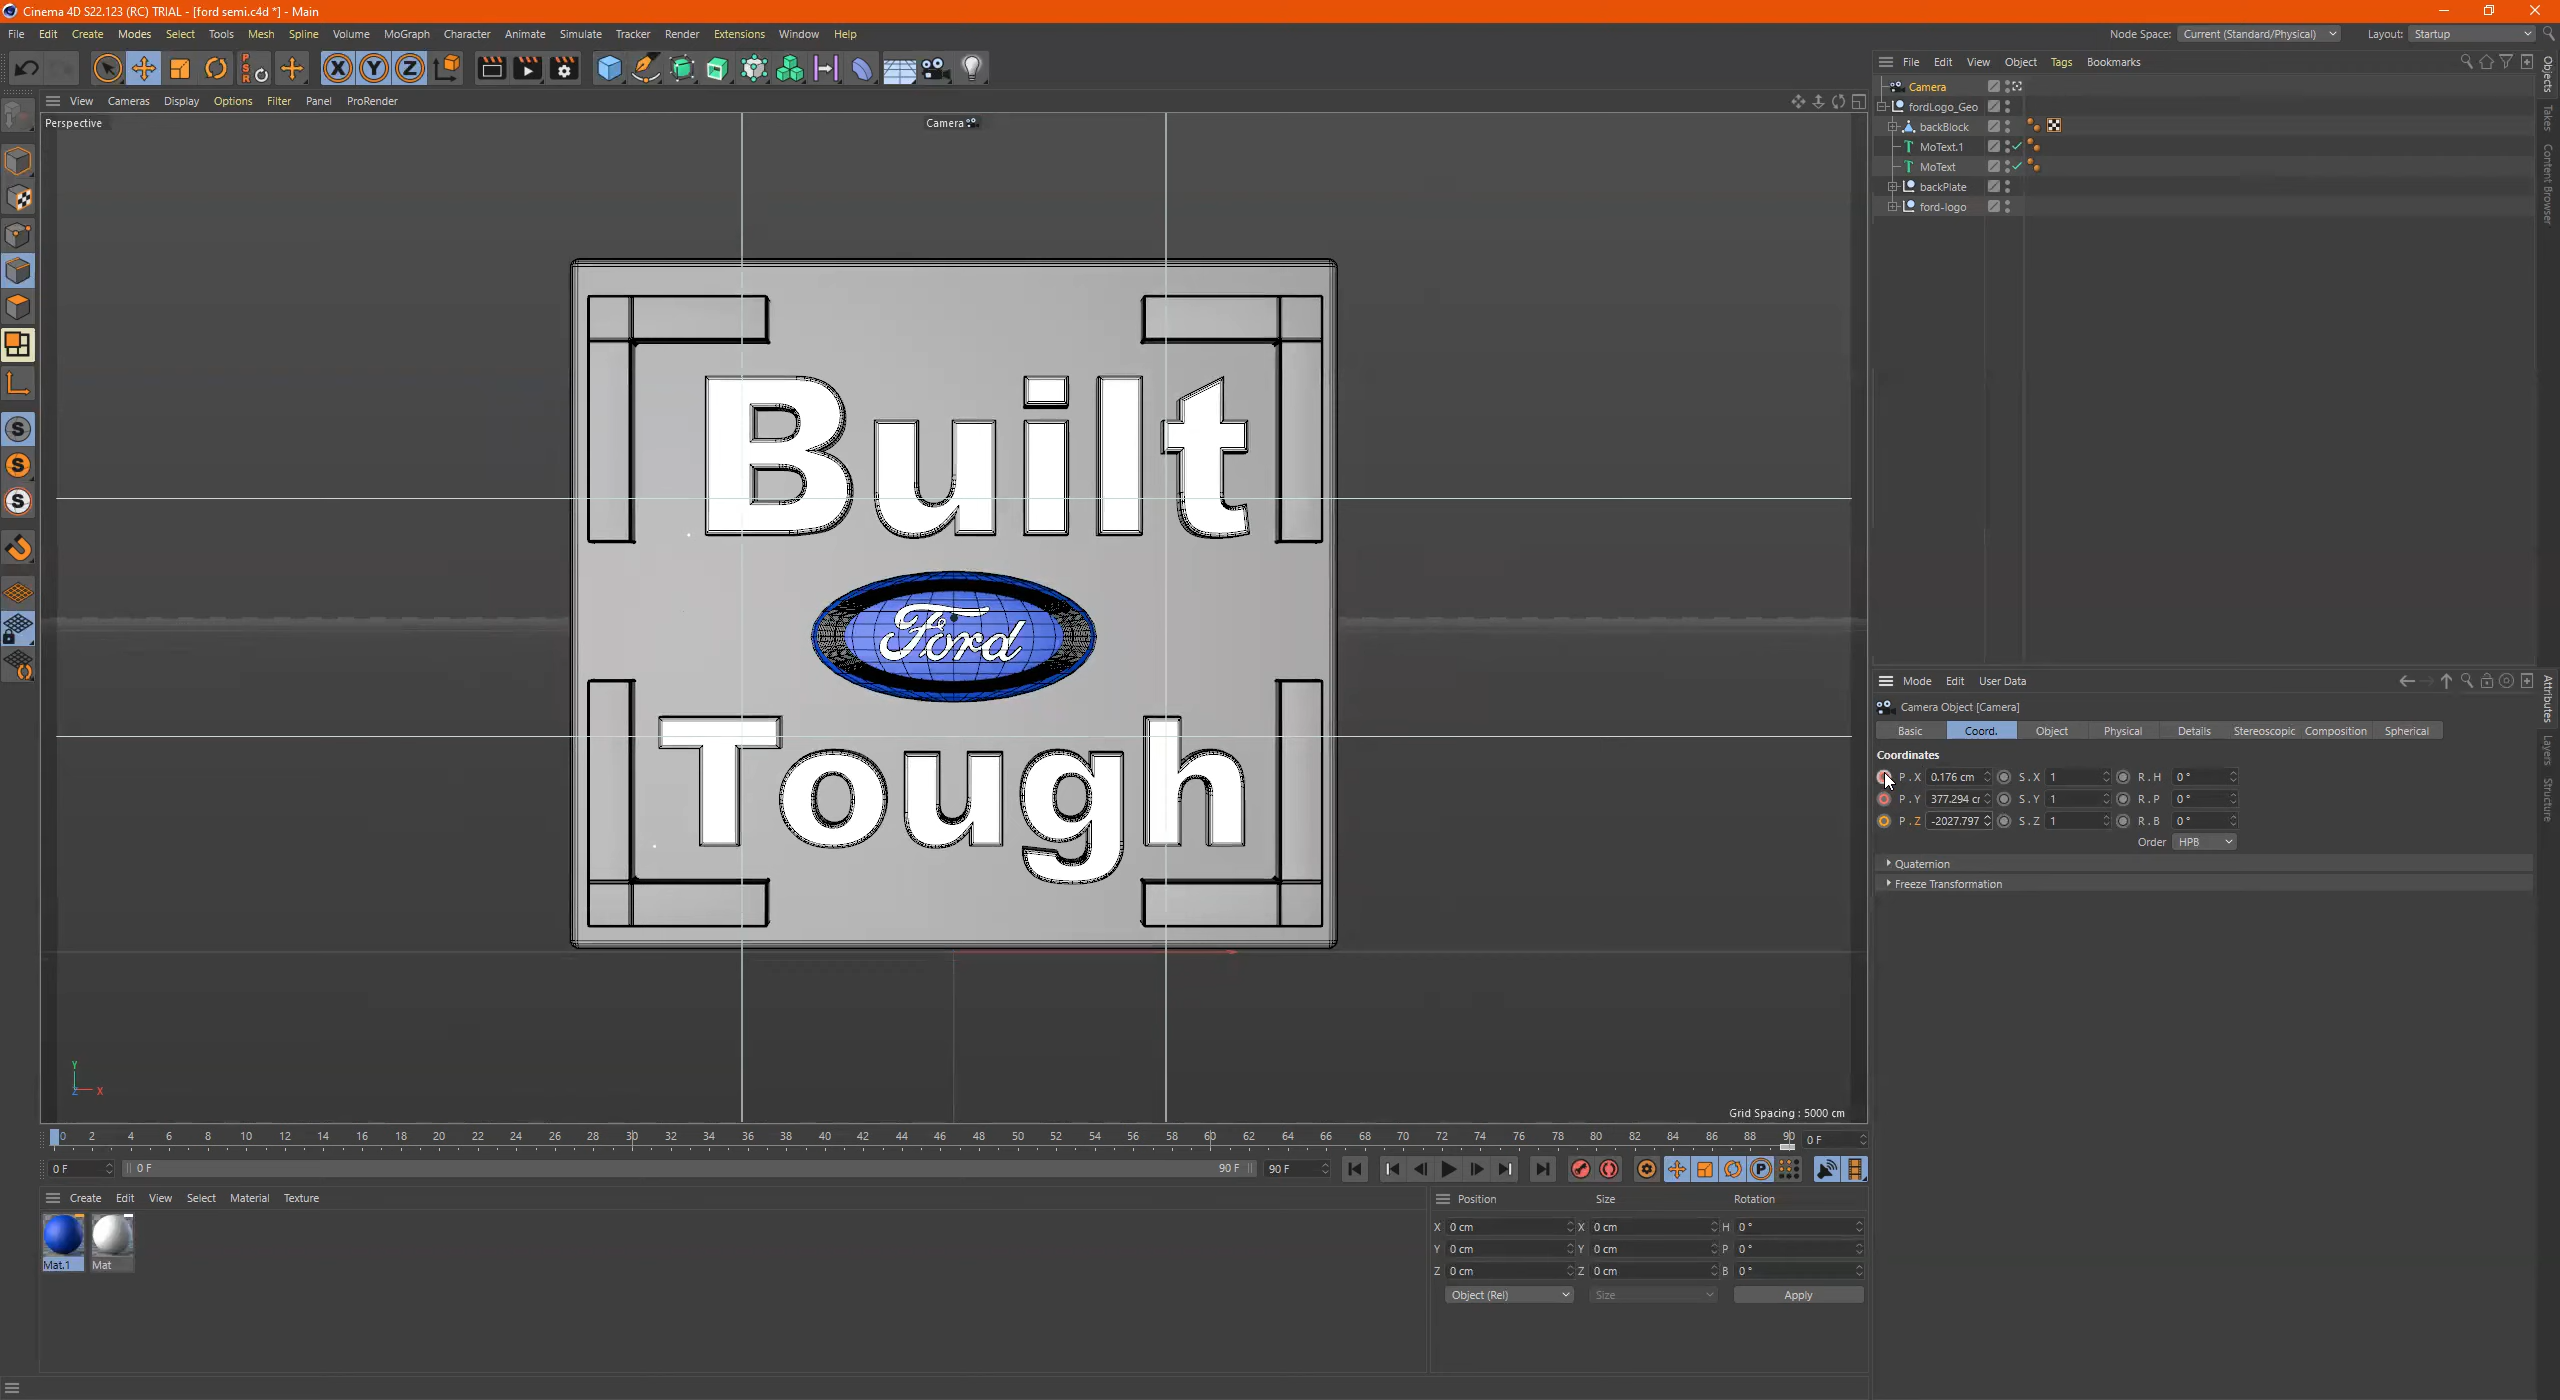 Cinema 4D S22.123 (RC) TRIAL - [ford semi.c4d *] - Main
File Edit Create Modes Select Tools Mesh Spline Volume MoGraph Character Animate Simulate Tracker Render Extensions Window Help
Node Space: Current (Standard/Physical) Layout: Startup
PSR X Y Z
File Edit View Object Tags Bookmarks
View Cameras Display Options Filter Panel ProRender
Perspective
Camera
Camera
fordLogo_Geo
backBlock
MoText.1
MoText
backPlate
ford-logo
Objects
Takes
Content Browser
Built
Ford
Tough
S
S
S
Y
Z X
Grid Spacing : 5000 cm
Mode Edit User Data
Attributes
Layers
Structure
Camera Object [Camera]
Basic Coord. Object Physical Details Stereoscopic Composition Spherical
Coordinates
P . X 0.176 cm S . X 1 R . H 0 °
P . Y 377.294 cr S . Y 1 R . P 0 °
P . Z -2027.797 S . Z 1 R . B 0 °
Order HPB
Quaternion
Freeze Transformation
0 2 4 6 8 10 12 14 16 18 20 22 24 26 28 30 32 34 36 38 40 42 44 46 48 50 52 54 56 58 60 62 64 66 68 70 72 74 76 78 80 82 84 86 88 90 0 F
0 F 0 F 90 F 90 F P
Create Edit View Select Material Texture
Mat.1 Mat
Position Size Rotation
X 0 cm X 0 cm H 0 °
Y 0 cm Y 0 cm P 0 °
Z 0 cm Z 0 cm B 0 °
Object (Rel) Size Apply